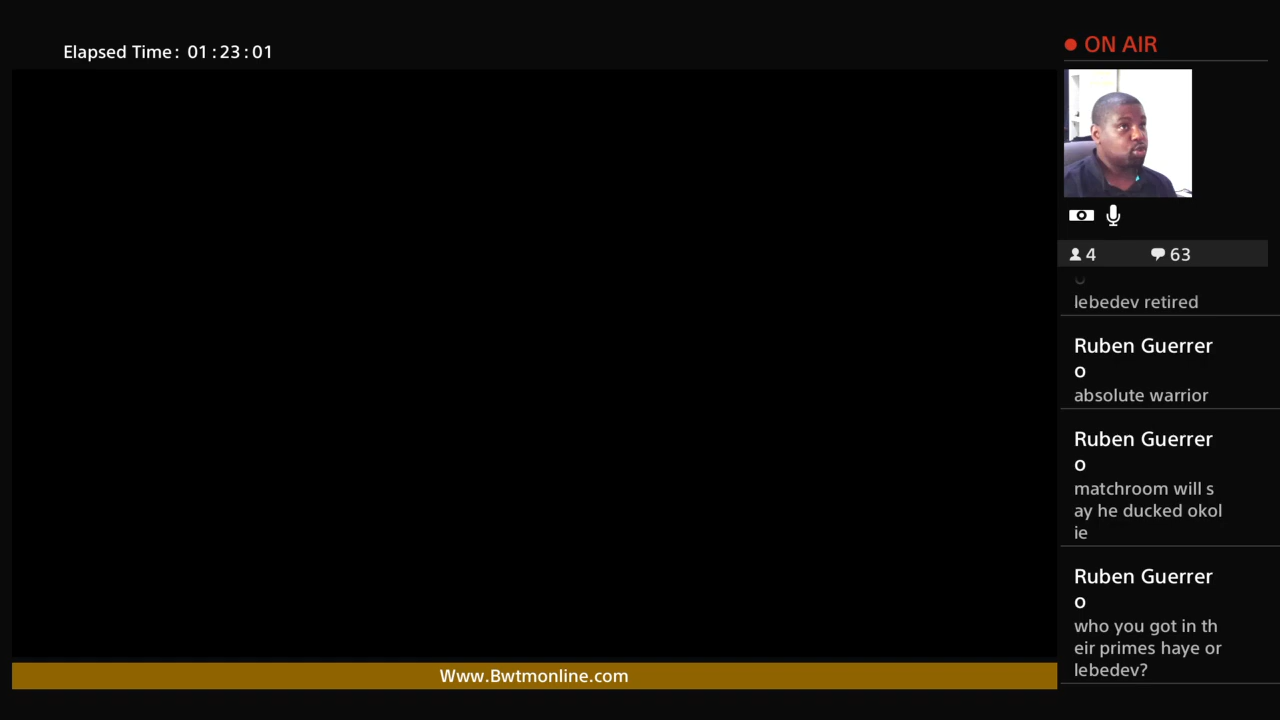 Elapsed Time: 01:23:01
ON AIR
4
63
lebedev retired
Ruben Guerrer
o
absolute warrior
Ruben Guerrer
o
matchroom will s
ay he ducked okol
ie
Ruben Guerrer
o
who you got in th
eir primes haye or
lebedev?
Www.Bwtmonline.com